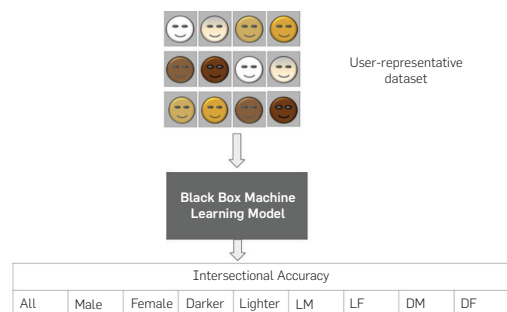 User-representative
dataset
Black Box Machine
Learning Model
Intersectional Accuracy
All Male Female Darker Lighter LM LF DM DF